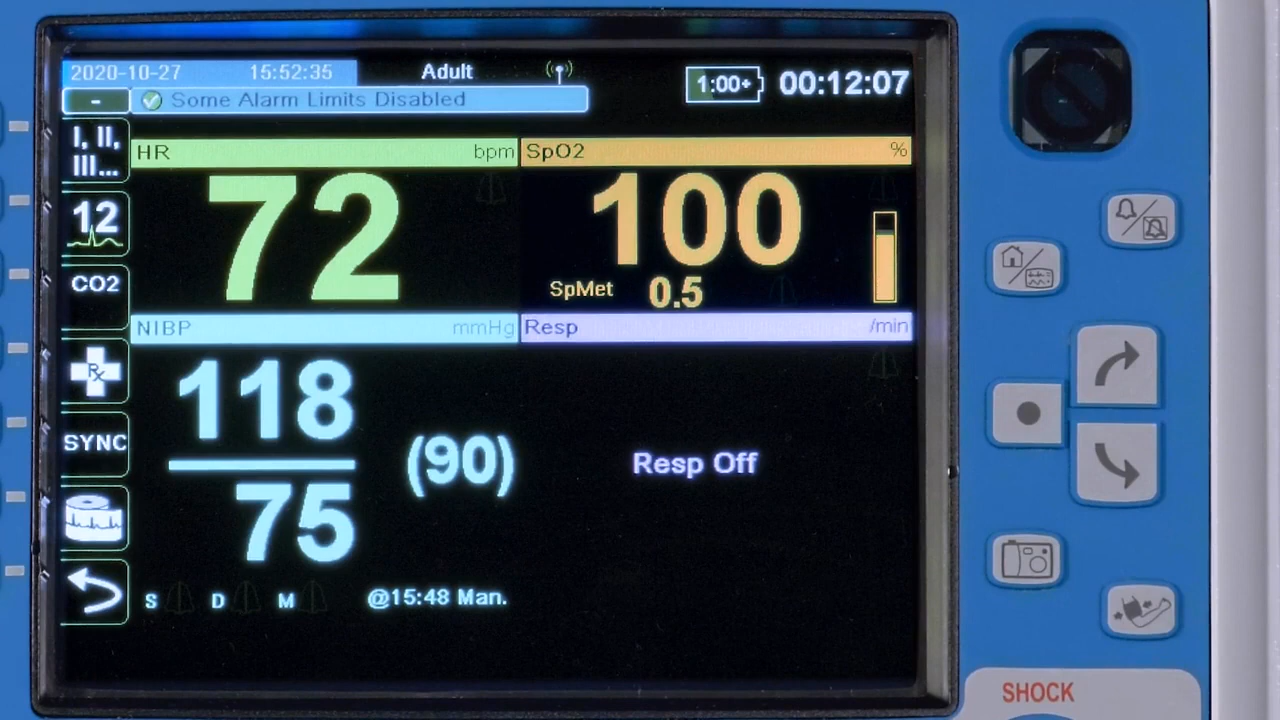 2020-10-27 15:52:35 Adult 1:00+ 00:12:07
- Some Alarm Limits Disabled
I, II,
III...
HR bpm SpO2 %
72 100
12
SpMet 0.5
CO2
NIBP mmHg Resp /min
Rx
118
(90) Resp Off
75
SYNC
S D M @15:48 Man.
SHOCK